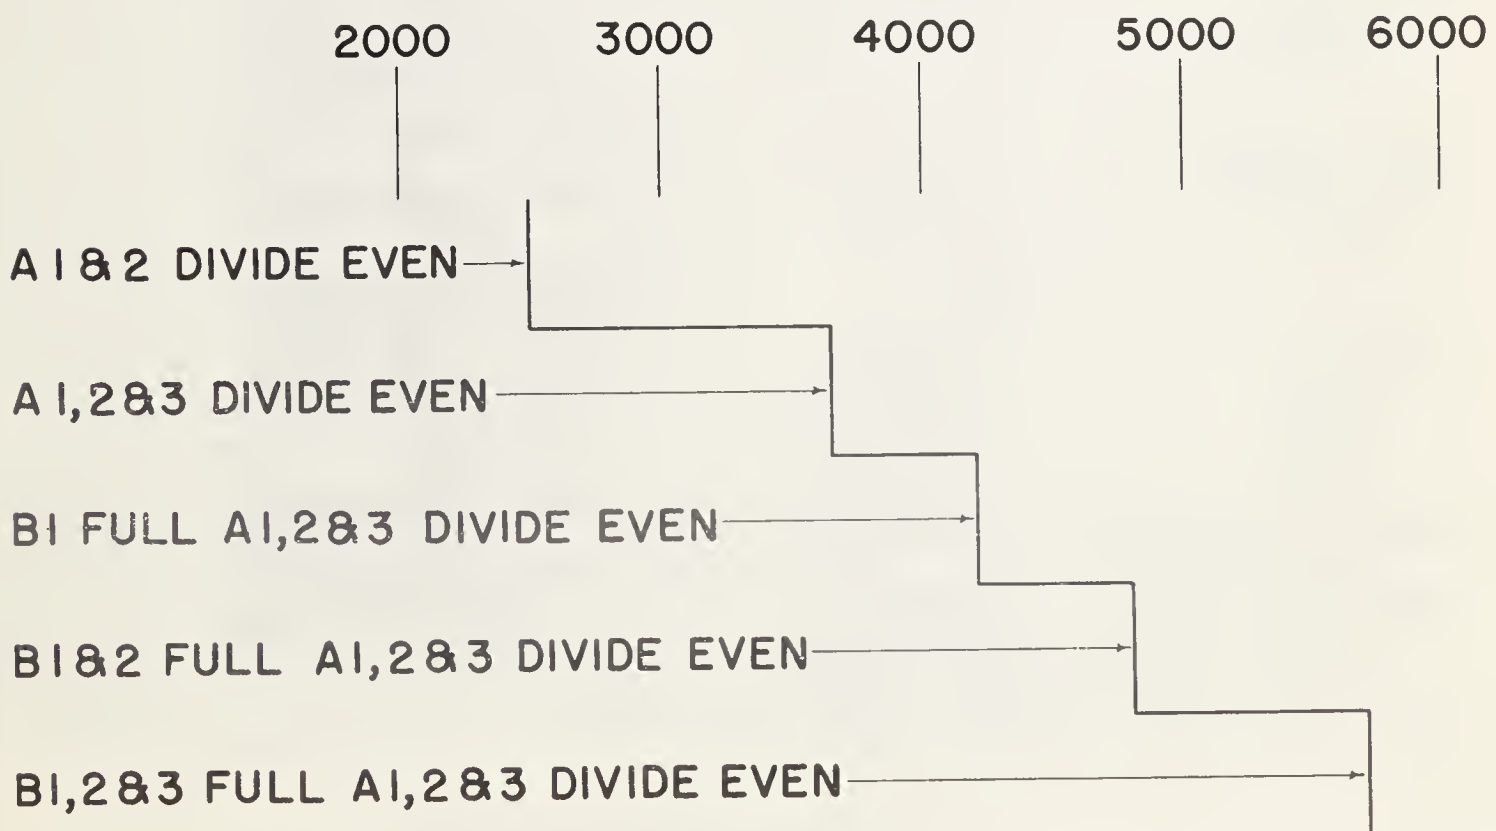 2000 3000 4000 5000 6000
A 1 & 2 DIVIDE EVEN
A 1,2&3 DIVIDE EVEN
B1 FULL A1,2&3 DIVIDE EVEN
B1&2 FULL A1,2&3 DIVIDE EVEN
B1,2&3 FULL A1,2&3 DIVIDE EVEN